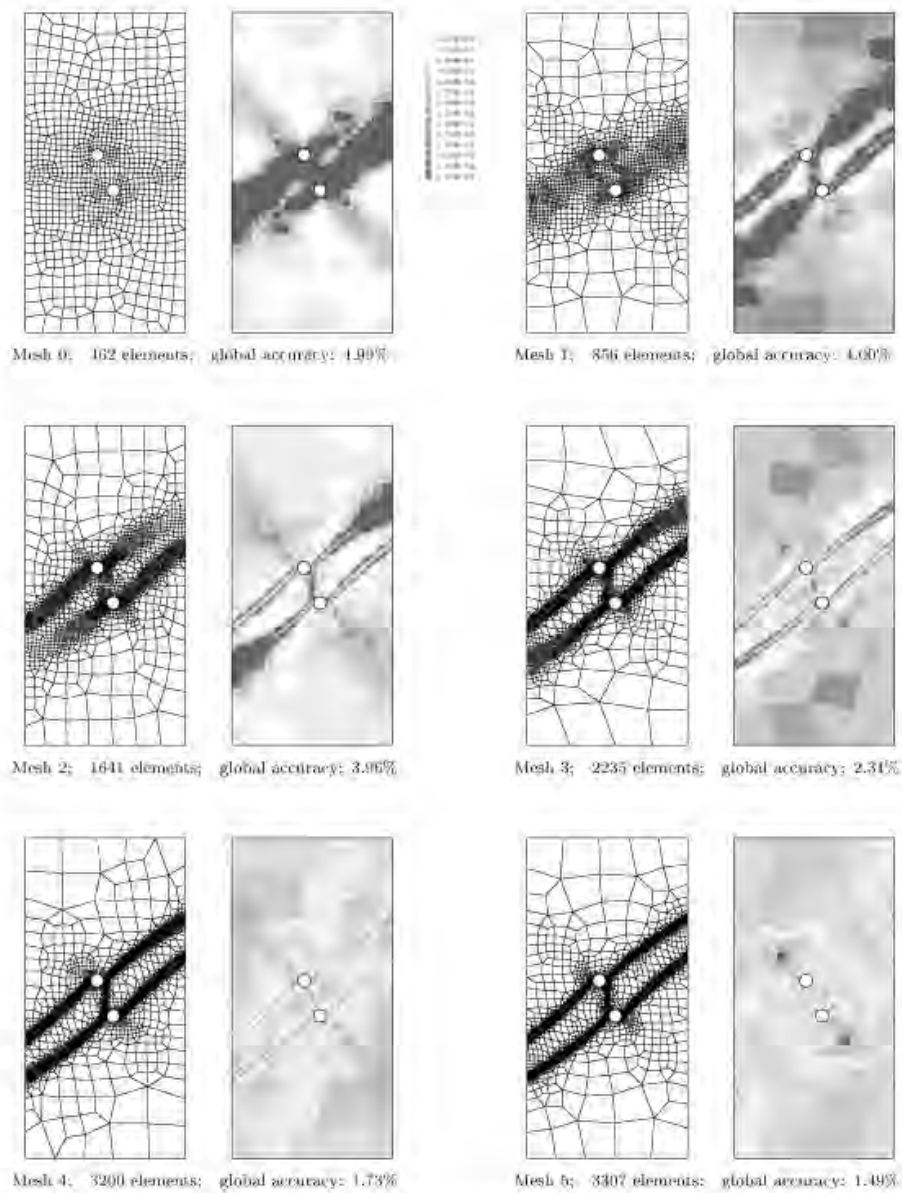 Mesh 0; 462 elements; global accuracy: 4.99%
Mesh 1; 856 elements; global accuracy: 4.00%
Mesh 2; 1641 elements; global accuracy: 3.96%
Mesh 3; 2235 elements; global accuracy: 2.31%
Mesh 4; 3200 elements; global accuracy: 1.73%
Mesh 5; 3307 elements; global accuracy: 1.49%